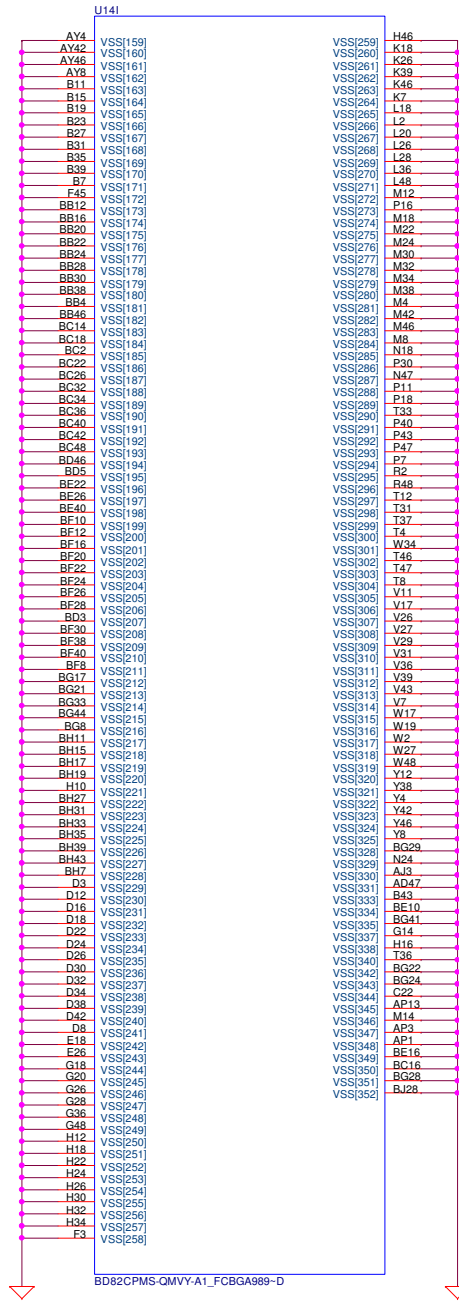 U14I
AY4 VSS[159]
AY42 VSS[160]
AY46 VSS[161]
AY8 VSS[162]
B11 VSS[163]
B15 VSS[164]
B19 VSS[165]
B23 VSS[166]
B27 VSS[167]
B31 VSS[168]
B35 VSS[169]
B39 VSS[170]
B7 VSS[171]
F45 VSS[172]
BB12 VSS[173]
BB16 VSS[174]
BB20 VSS[175]
BB22 VSS[176]
BB24 VSS[177]
BB28 VSS[178]
BB30 VSS[179]
BB38 VSS[180]
BB4 VSS[181]
BB46 VSS[182]
BC14 VSS[183]
BC18 VSS[184]
BC2 VSS[185]
BC22 VSS[186]
BC26 VSS[187]
BC32 VSS[188]
BC34 VSS[189]
BC36 VSS[190]
BC40 VSS[191]
BC42 VSS[192]
BC48 VSS[193]
BD46 VSS[194]
BD5 VSS[195]
BE22 VSS[196]
BE26 VSS[197]
BE40 VSS[198]
BF10 VSS[199]
BF12 VSS[200]
BF16 VSS[201]
BF20 VSS[202]
BF22 VSS[203]
BF24 VSS[204]
BF26 VSS[205]
BF28 VSS[206]
BD3 VSS[207]
BF30 VSS[208]
BF38 VSS[209]
BF40 VSS[210]
BF8 VSS[211]
BG17 VSS[212]
BG21 VSS[213]
BG33 VSS[214]
BG44 VSS[215]
BG8 VSS[216]
BH11 VSS[217]
BH15 VSS[218]
BH17 VSS[219]
BH19 VSS[220]
H10 VSS[221]
BH27 VSS[222]
BH31 VSS[223]
BH33 VSS[224]
BH35 VSS[225]
BH39 VSS[226]
BH43 VSS[227]
BH7 VSS[228]
D3 VSS[229]
D12 VSS[230]
D16 VSS[231]
D18 VSS[232]
D22 VSS[233]
D24 VSS[234]
D26 VSS[235]
D30 VSS[236]
D32 VSS[237]
D34 VSS[238]
D38 VSS[239]
D42 VSS[240]
D8 VSS[241]
E18 VSS[242]
E26 VSS[243]
G18 VSS[244]
G20 VSS[245]
G26 VSS[246]
G28 VSS[247]
G36 VSS[248]
G48 VSS[249]
H12 VSS[250]
H18 VSS[251]
H22 VSS[252]
H24 VSS[253]
H26 VSS[254]
H30 VSS[255]
H32 VSS[256]
H34 VSS[257]
F3 VSS[258]
VSS[259] H46
VSS[260] K18
VSS[261] K26
VSS[262] K39
VSS[263] K46
VSS[264] K7
VSS[265] L18
VSS[266] L2
VSS[267] L20
VSS[268] L26
VSS[269] L28
VSS[270] L36
VSS[271] L48
VSS[272] M12
VSS[273] P16
VSS[274] M18
VSS[275] M22
VSS[276] M24
VSS[277] M30
VSS[278] M32
VSS[279] M34
VSS[280] M38
VSS[281] M4
VSS[282] M42
VSS[283] M46
VSS[284] M8
VSS[285] N18
VSS[286] P30
VSS[287] N47
VSS[288] P11
VSS[289] P18
VSS[290] T33
VSS[291] P40
VSS[292] P43
VSS[293] P47
VSS[294] P7
VSS[295] R2
VSS[296] R48
VSS[297] T12
VSS[298] T31
VSS[299] T37
VSS[300] T4
VSS[301] W34
VSS[302] T46
VSS[303] T47
VSS[304] T8
VSS[305] V11
VSS[306] V17
VSS[307] V26
VSS[308] V27
VSS[309] V29
VSS[310] V31
VSS[311] V36
VSS[312] V39
VSS[313] V43
VSS[314] V7
VSS[315] W17
VSS[316] W19
VSS[317] W2
VSS[318] W27
VSS[319] W48
VSS[320] Y12
VSS[321] Y38
VSS[322] Y4
VSS[323] Y42
VSS[324] Y46
VSS[325] Y8
VSS[328] BG29
VSS[329] N24
VSS[330] AJ3
VSS[331] AD47
VSS[333] B43
VSS[334] BE10
VSS[335] BG41
VSS[337] G14
VSS[338] H16
VSS[340] T36
VSS[342] BG22
VSS[343] BG24
VSS[344] C22
VSS[345] AP13
VSS[346] M14
VSS[347] AP3
VSS[348] AP1
VSS[349] BE16
VSS[350] BC16
VSS[351] BG28
VSS[352] BJ28
BD82CPMS-QMVY-A1_FCBGA989~D